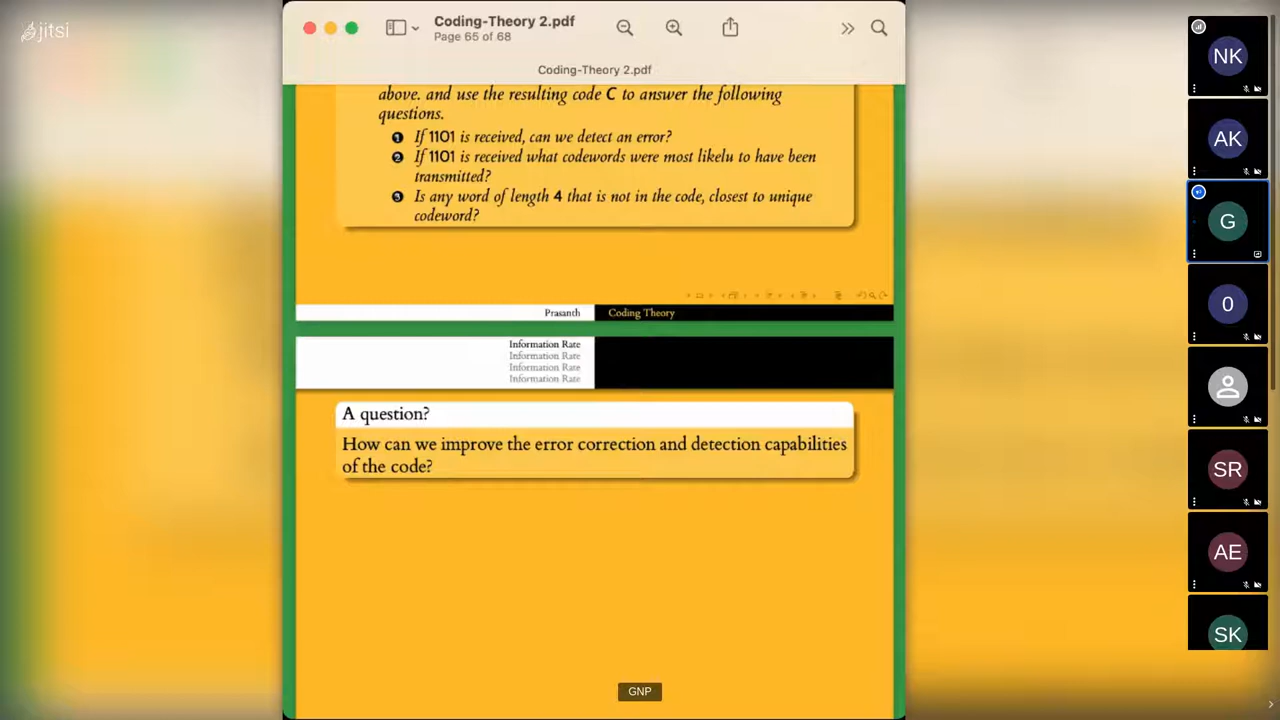 jitsi
Coding-Theory 2.pdf
Page 65 of 68
Coding-Theory 2.pdf
above. and use the resulting code C to answer the following
questions.
1 If 1101 is received, can we detect an error?
2 If 1101 is received what codewords were most likelu to have been
transmitted?
3 Is any word of length 4 that is not in the code, closest to unique
codeword?
Prasanth
Coding Theory
Information Rate
Information Rate
Information Rate
Information Rate
A question?
How can we improve the error correction and detection capabilities
of the code?
GNP
NK
AK
G
0
SR
AE
SK